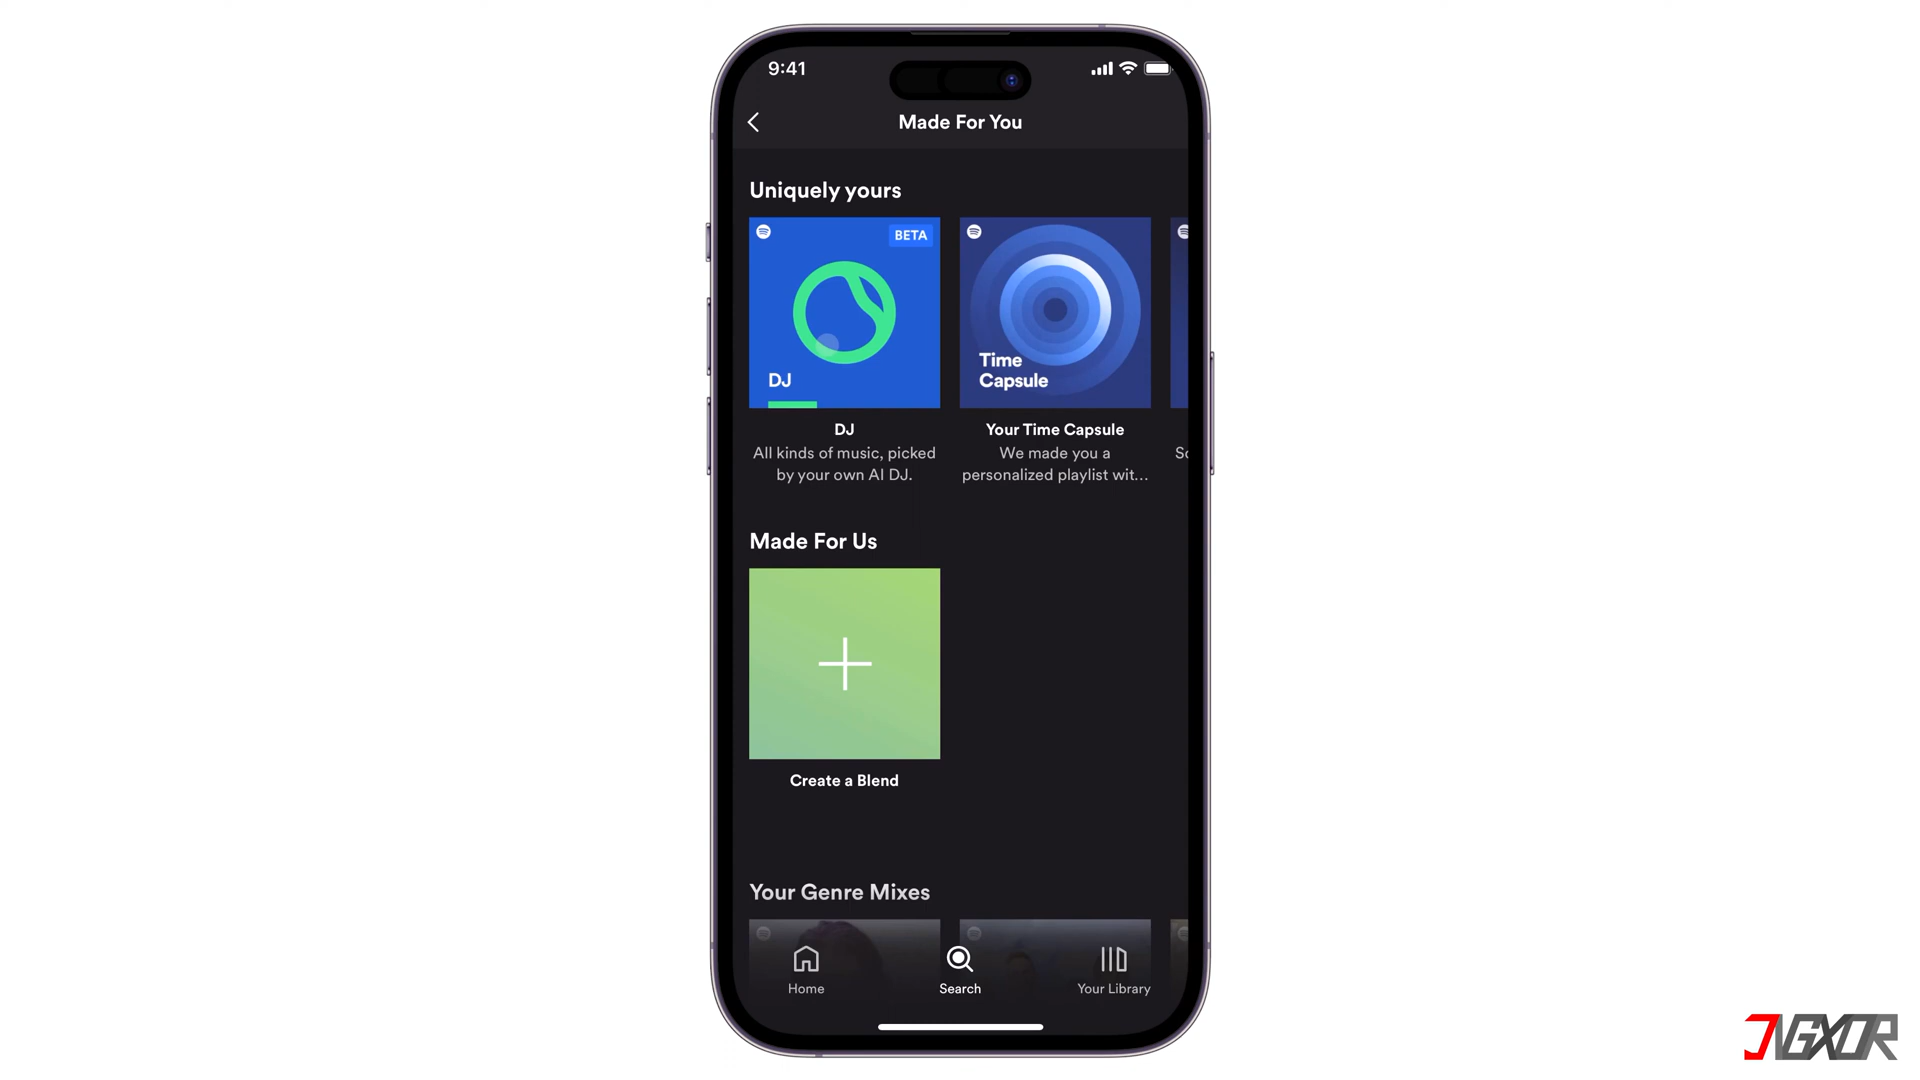 9:41
Made For You
Uniquely yours
BETA
DJ
Time
Capsule
DJ
All kinds of music, picked
by your own AI DJ.
Your Time Capsule
We made you a
personalized playlist wit...
Made For Us
Create a Blend
Your Genre Mixes
Home
Search
Your Library